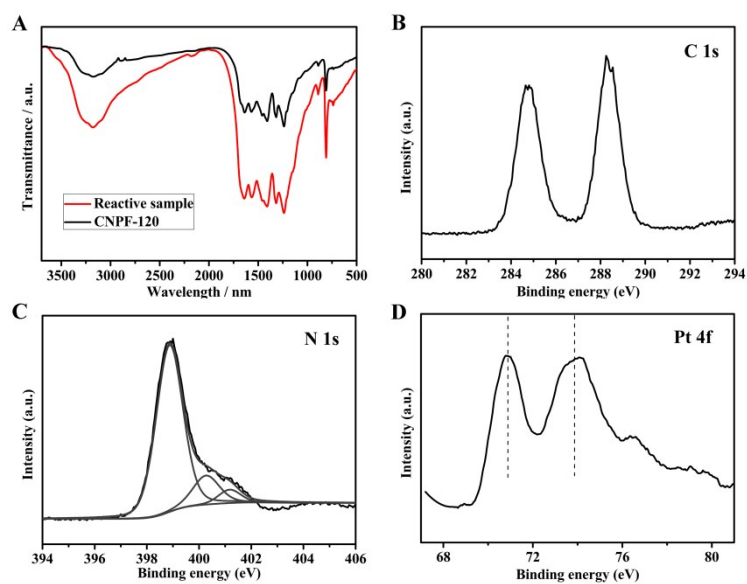 A
Transmittance / a.u.
Reactive sample
CNPF-120
3500 3000 2500 2000 1500 1000 500
Wavelength / nm
B
C 1s
Intensity (a.u.)
280 282 284 286 288 290 292 294
Binding energy (eV)
C
N 1s
Intensity (a.u.)
394 396 398 400 402 404 406
Binding energy (eV)
D
Pt 4f
Intensity (a.u.)
68 72 76 80
Binding energy (eV)